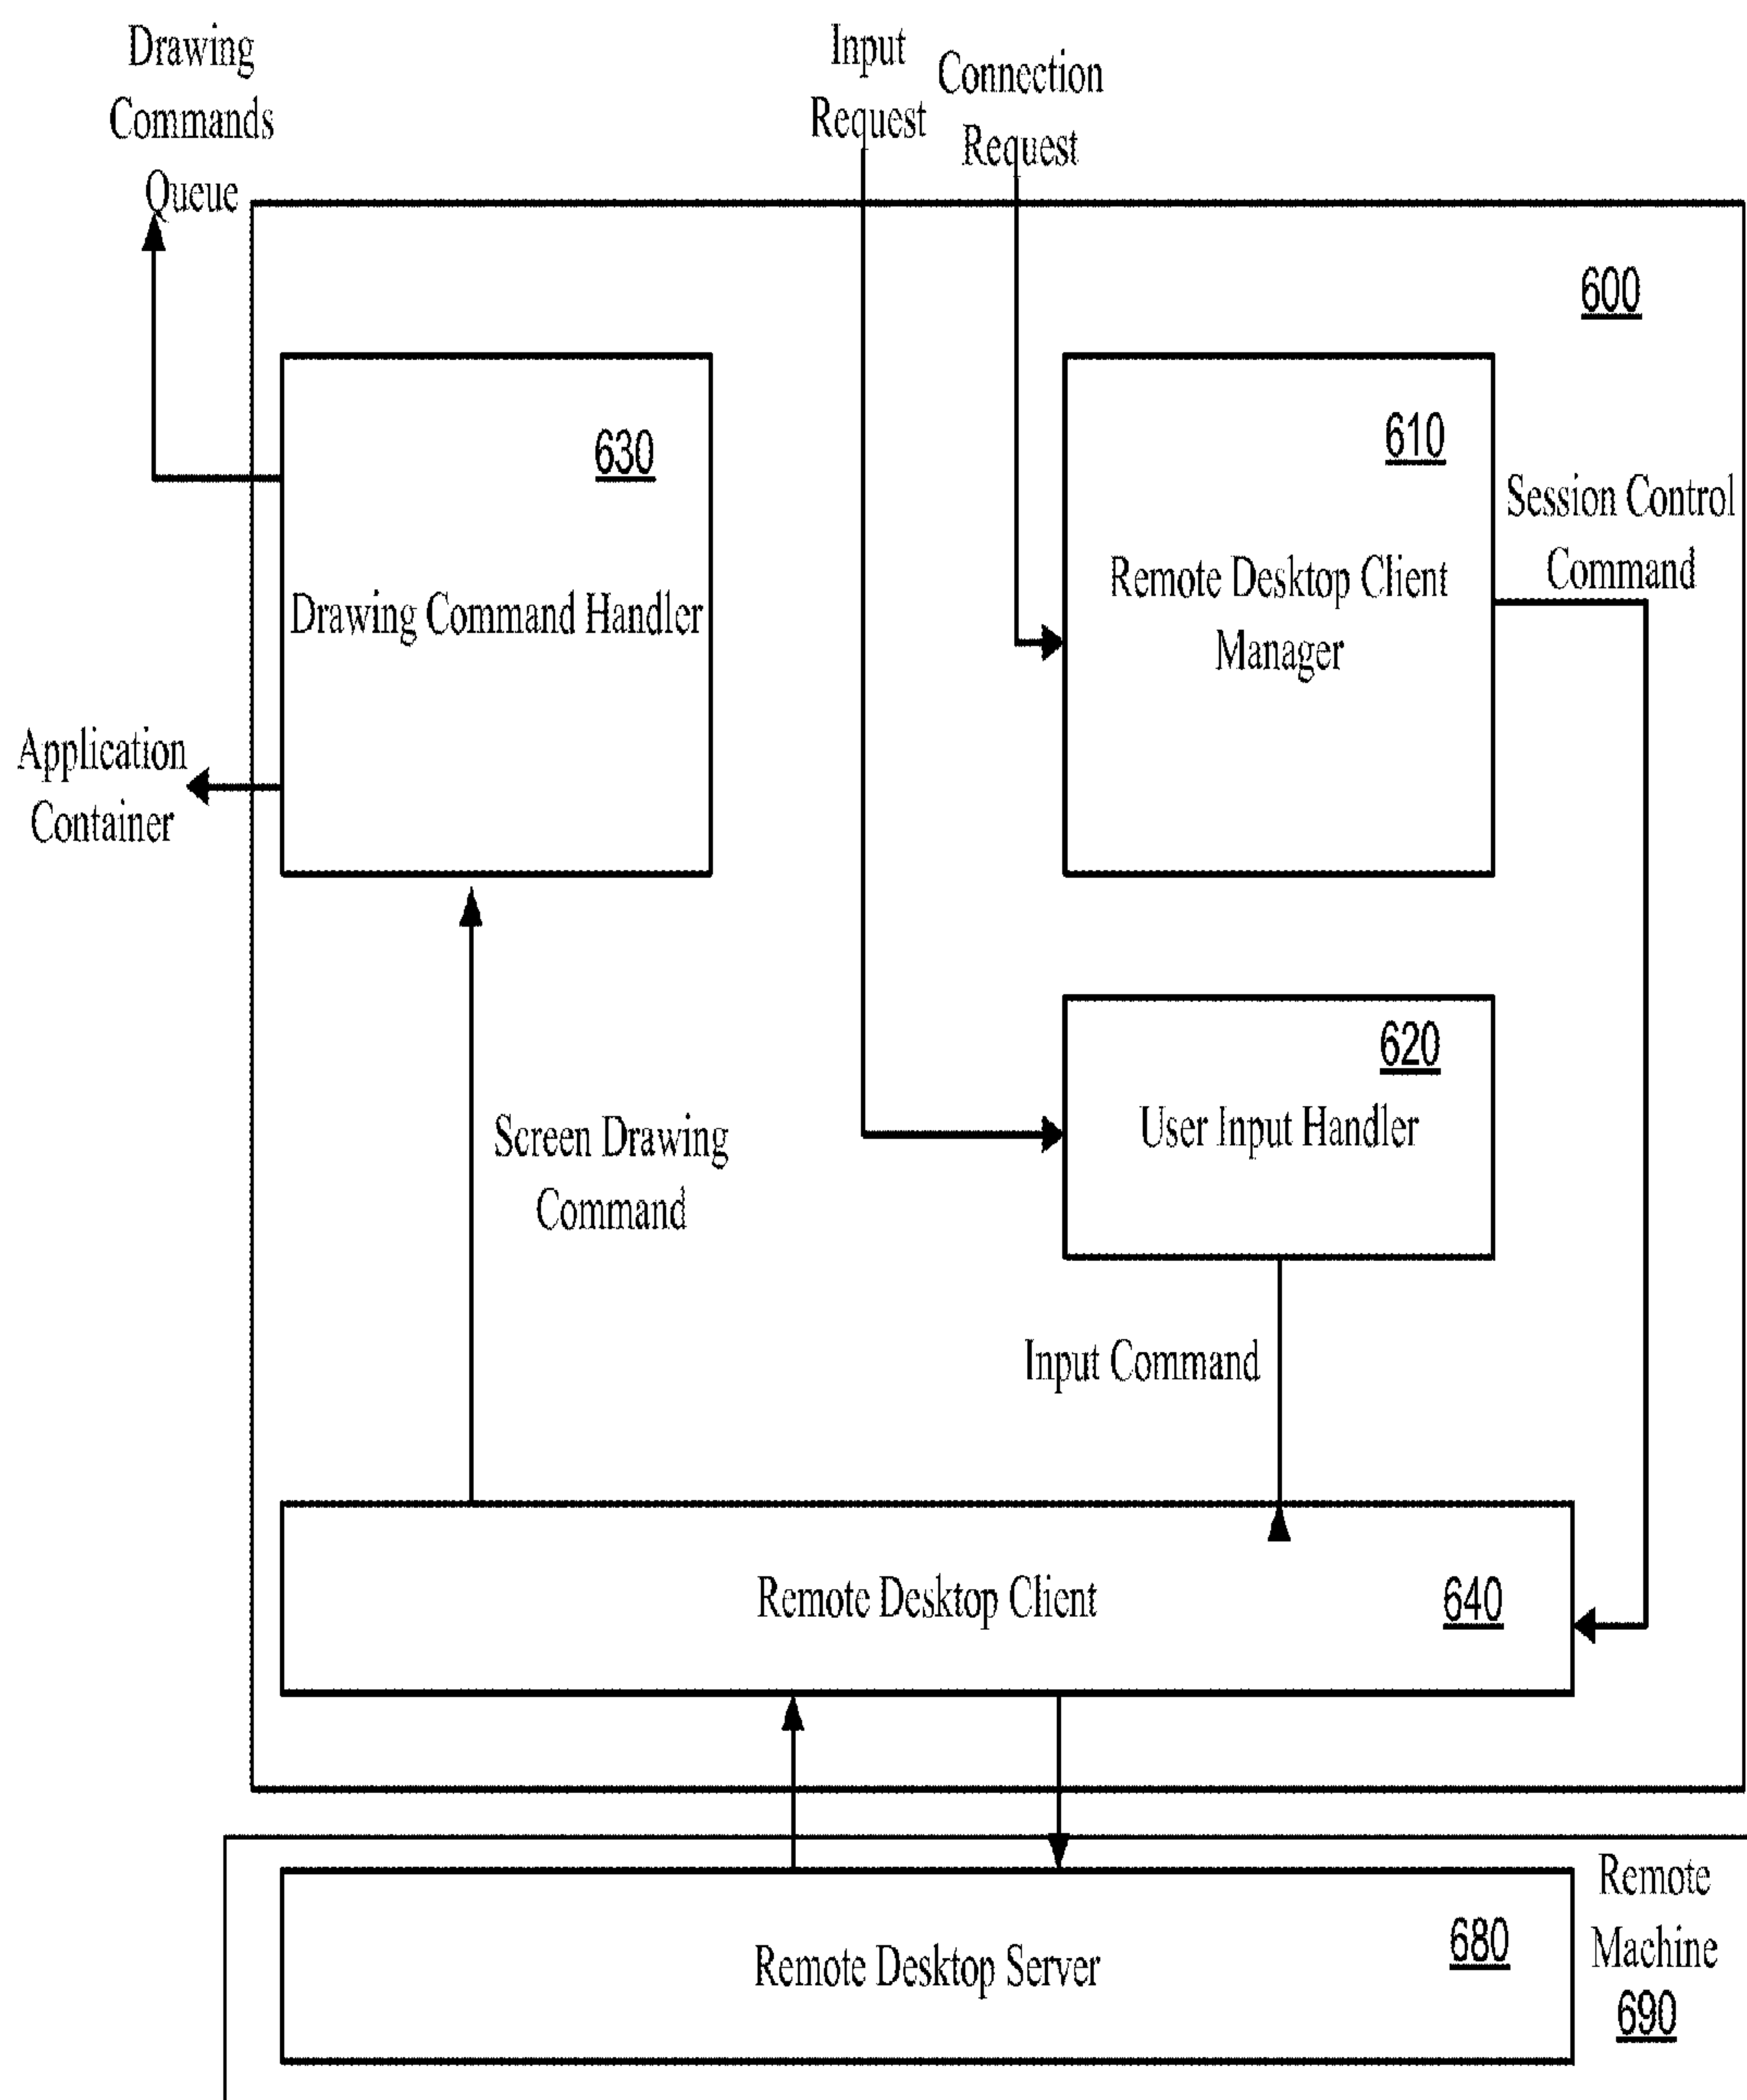 Drawing
Commands
Queue
Input
Request
Connection
Request
600
630
Drawing Command Handler
610
Remote Desktop Client
Manager
Session Control
Command
Application
Container
620
User Input Handler
Screen Drawing
Command
Input Command
Remote Desktop Client
640
Remote Desktop Server
680
Remote
Machine
690